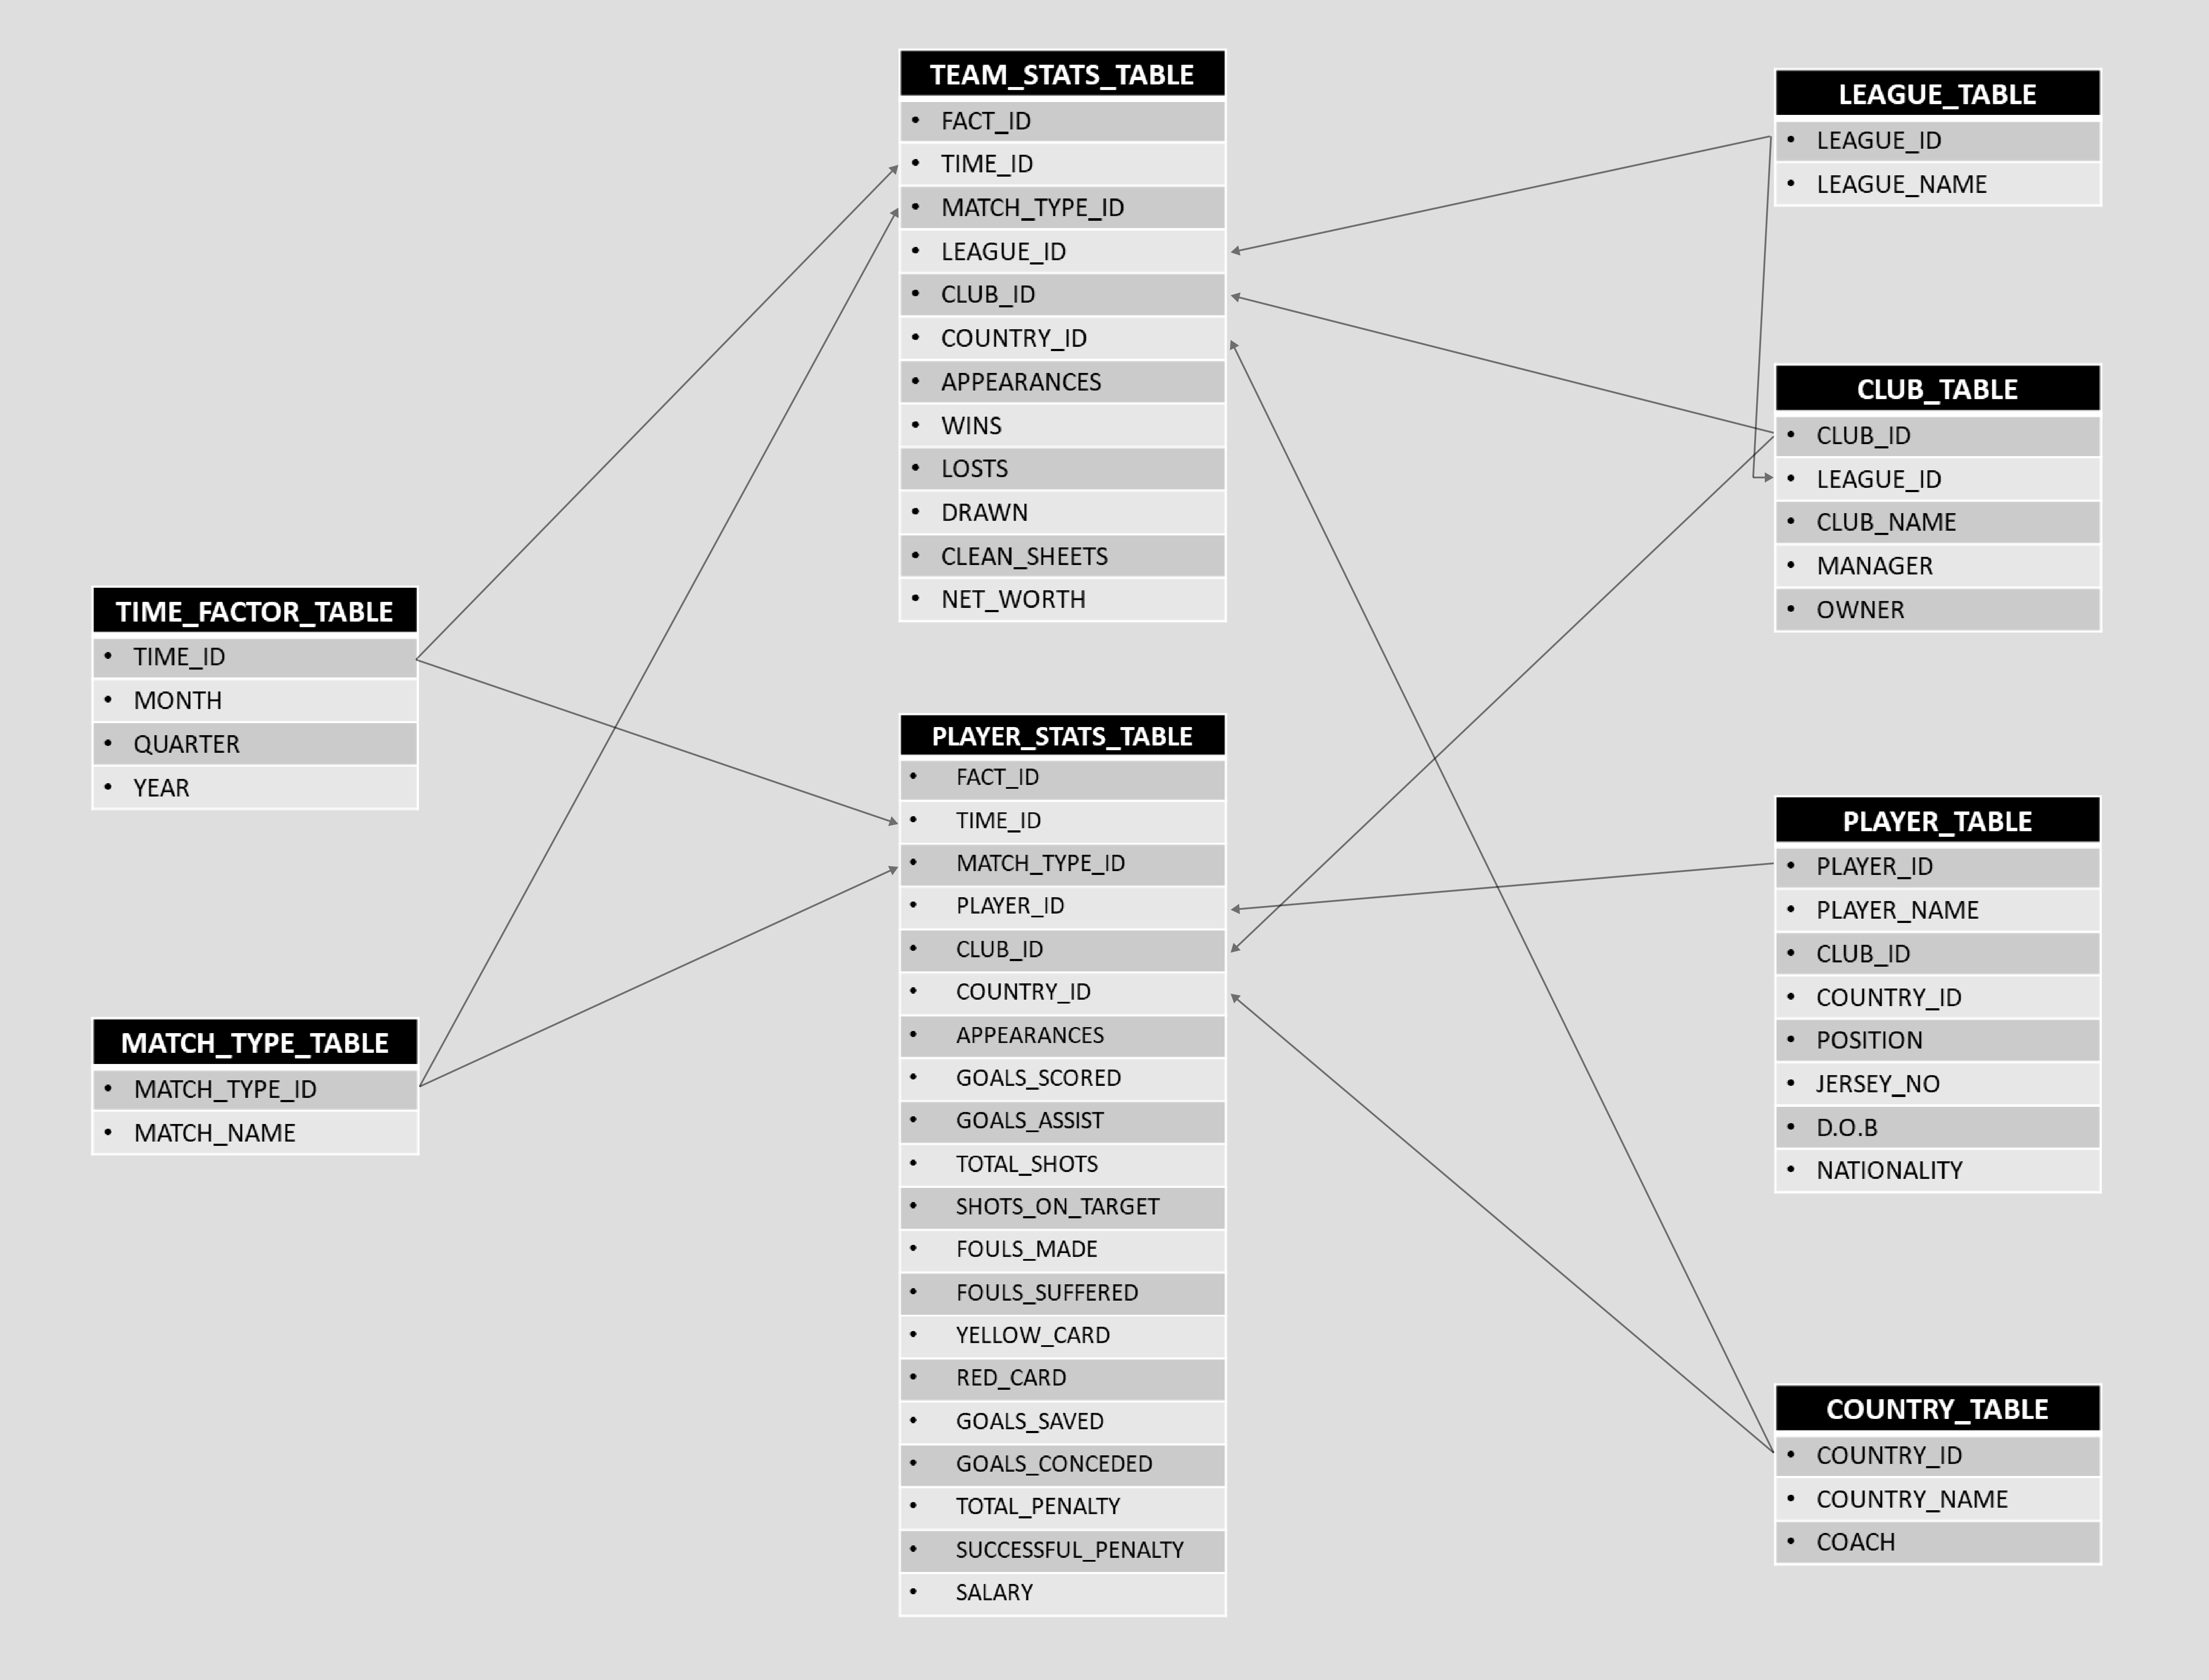 TEAM_STATS_TABLE
• FACT_ID
• TIME_ID
• MATCH_TYPE_ID
• LEAGUE_ID
• CLUB_ID
• COUNTRY_ID
• APPEARANCES
• WINS
• LOSTS
• DRAWN
• CLEAN_SHEETS
• NET_WORTH
LEAGUE_TABLE
• LEAGUE_ID
• LEAGUE_NAME
CLUB_TABLE
• CLUB_ID
• LEAGUE_ID
• CLUB_NAME
• MANAGER
• OWNER
TIME_FACTOR_TABLE
• TIME_ID
• MONTH
• QUARTER
• YEAR
PLAYER_STATS_TABLE
• FACT_ID
• TIME_ID
• MATCH_TYPE_ID
• PLAYER_ID
• CLUB_ID
• COUNTRY_ID
• APPEARANCES
• GOALS_SCORED
• GOALS_ASSIST
• TOTAL_SHOTS
• SHOTS_ON_TARGET
• FOULS_MADE
• FOULS_SUFFERED
• YELLOW_CARD
• RED_CARD
• GOALS_SAVED
• GOALS_CONCEDED
• TOTAL_PENALTY
• SUCCESSFUL_PENALTY
• SALARY
PLAYER_TABLE
• PLAYER_ID
• PLAYER_NAME
• CLUB_ID
• COUNTRY_ID
• POSITION
• JERSEY_NO
• D.O.B
• NATIONALITY
MATCH_TYPE_TABLE
• MATCH_TYPE_ID
• MATCH_NAME
COUNTRY_TABLE
• COUNTRY_ID
• COUNTRY_NAME
• COACH